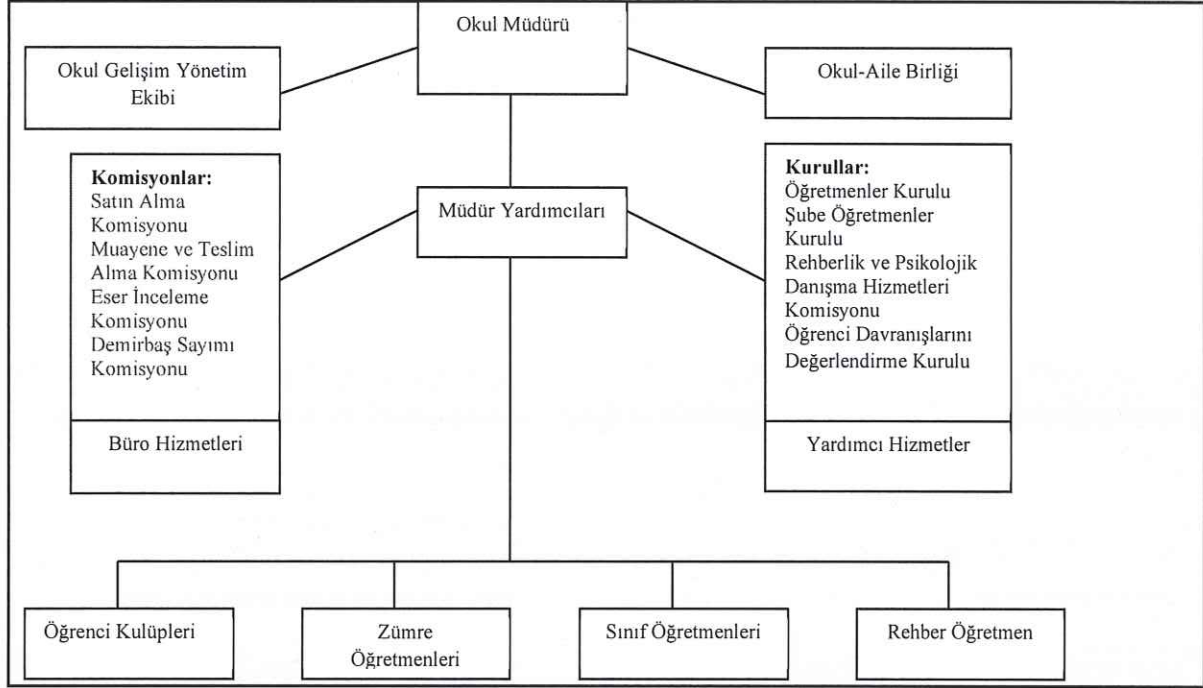 Okul Müdürü
Okul Gelişim Yönetim
Ekibi
Okul-Aile Birliği
Komisyonlar:
Satın Alma
Komisyonu
Muayene ve Teslim
Alma Komisyonu
Eser İnceleme
Komisyonu
Demirbaş Sayımı
Komisyonu
Müdür Yardımcıları
Kurullar:
Öğretmenler Kurulu
Şube Öğretmenler
Kurulu
Rehberlik ve Psikolojik
Danışma Hizmetleri
Komisyonu
Öğrenci Davranışlarını
Değerlendirme Kurulu
Büro Hizmetleri
Yardımcı Hizmetler
Öğrenci Kulüpleri
Zümre
Öğretmenleri
Sınıf Öğretmenleri
Rehber Öğretmen